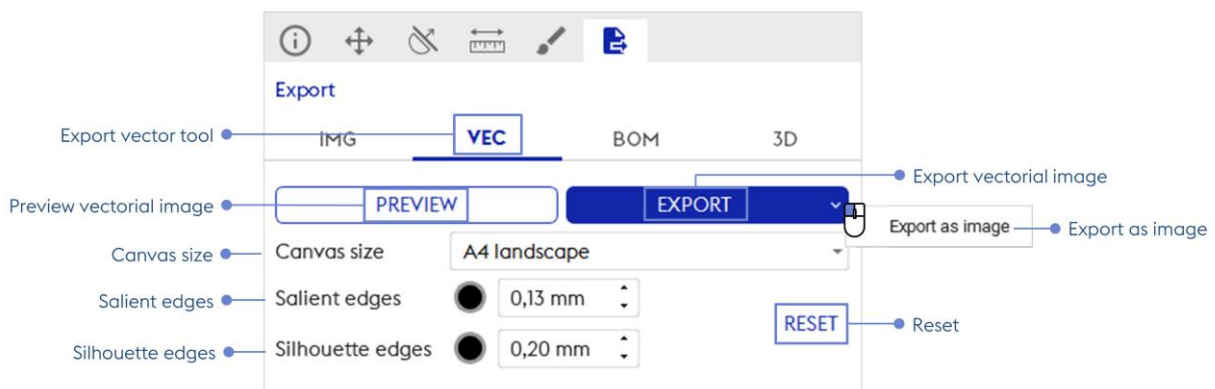 Export
Export vector tool
IMG
VEC
BOM
3D
Export vectorial image
Preview vectorial image
PREVIEW
EXPORT
Export as image
Export as image
Canvas size
Canvas size
A4 landscape
Salient edges
Salient edges
0,13 mm
RESET
Reset
Silhouette edges
Silhouette edges
0,20 mm